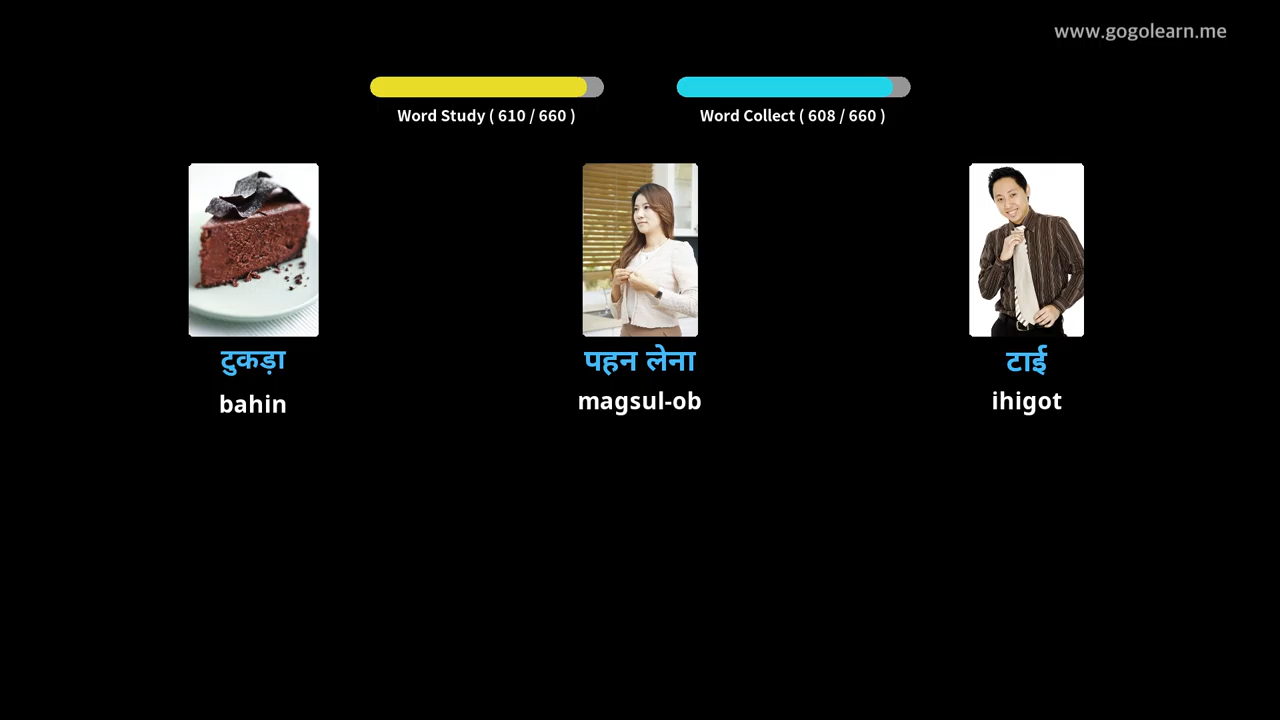 www.gogolearn.me
Word Study ( 610 / 660 )
Word Collect ( 608 / 660 )
टुकड़ा
पहन लेना
टाई
bahin
magsul-ob
ihigot